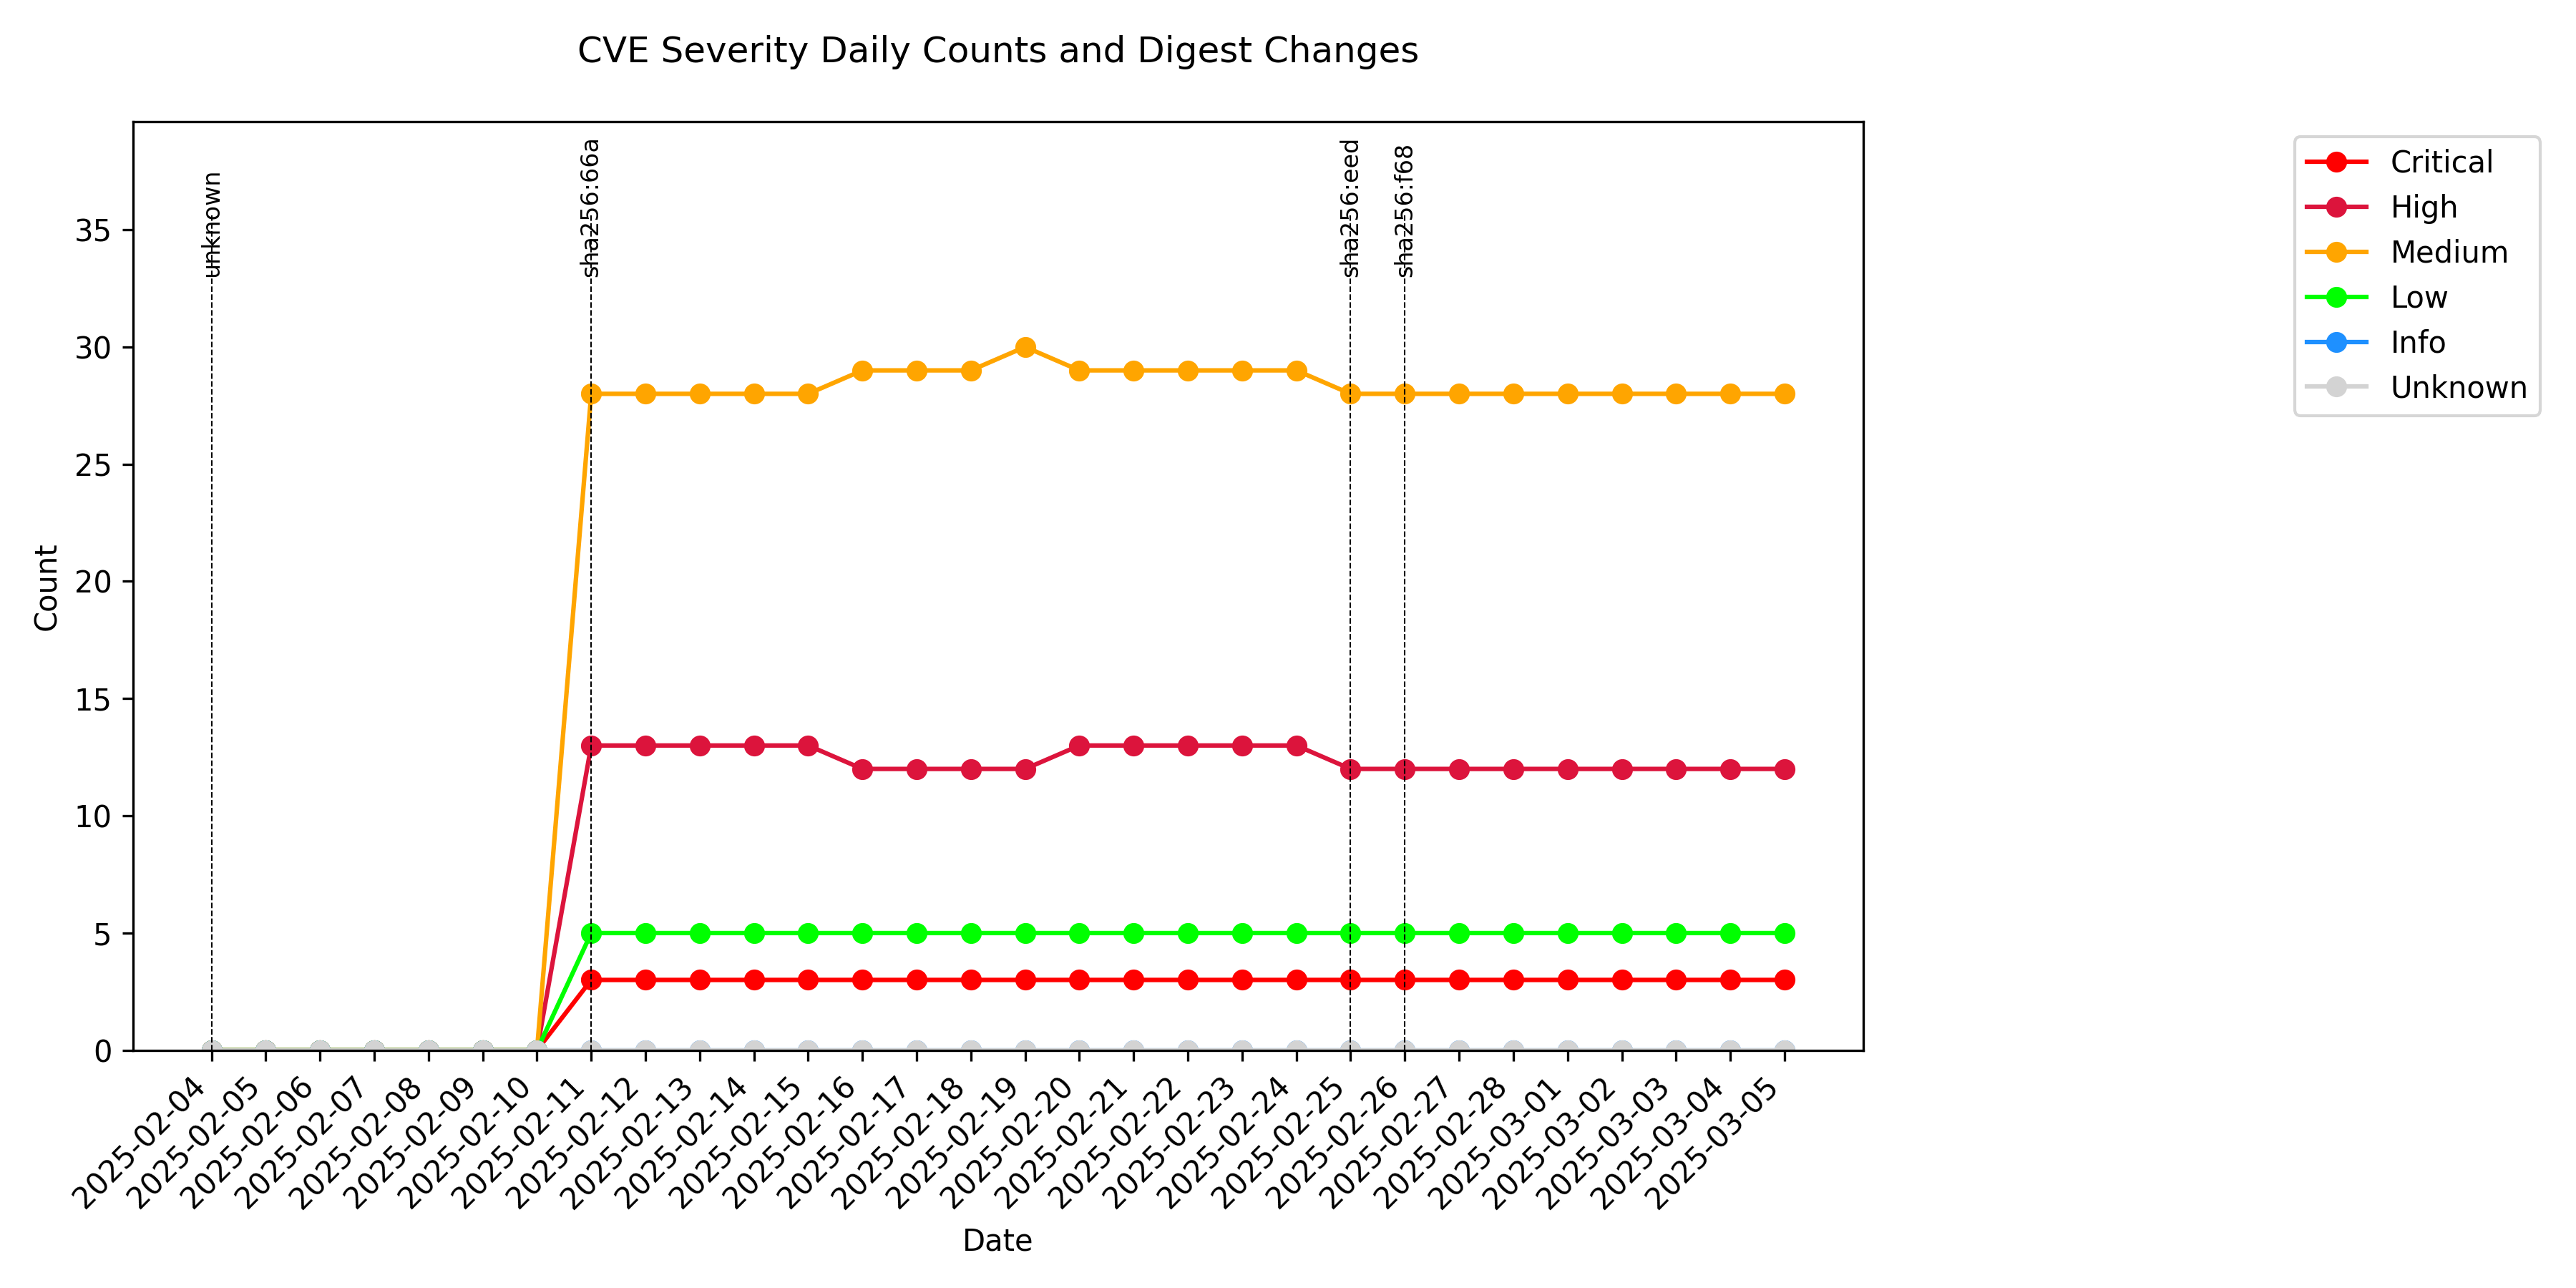 CVE Severity Daily Counts and Digest Changes
unknown
sha256:66a
sha256:eed
sha256:f68
Critical
High
Medium
Low
Info
Unknown
35
30
25
20
15
10
5
0
Count
2025-02-04
2025-02-05
2025-02-06
2025-02-07
2025-02-08
2025-02-09
2025-02-10
2025-02-11
2025-02-12
2025-02-13
2025-02-14
2025-02-15
2025-02-16
2025-02-17
2025-02-18
2025-02-19
2025-02-20
2025-02-21
2025-02-22
2025-02-23
2025-02-24
2025-02-25
2025-02-26
2025-02-27
2025-02-28
2025-03-01
2025-03-02
2025-03-03
2025-03-04
2025-03-05
Date